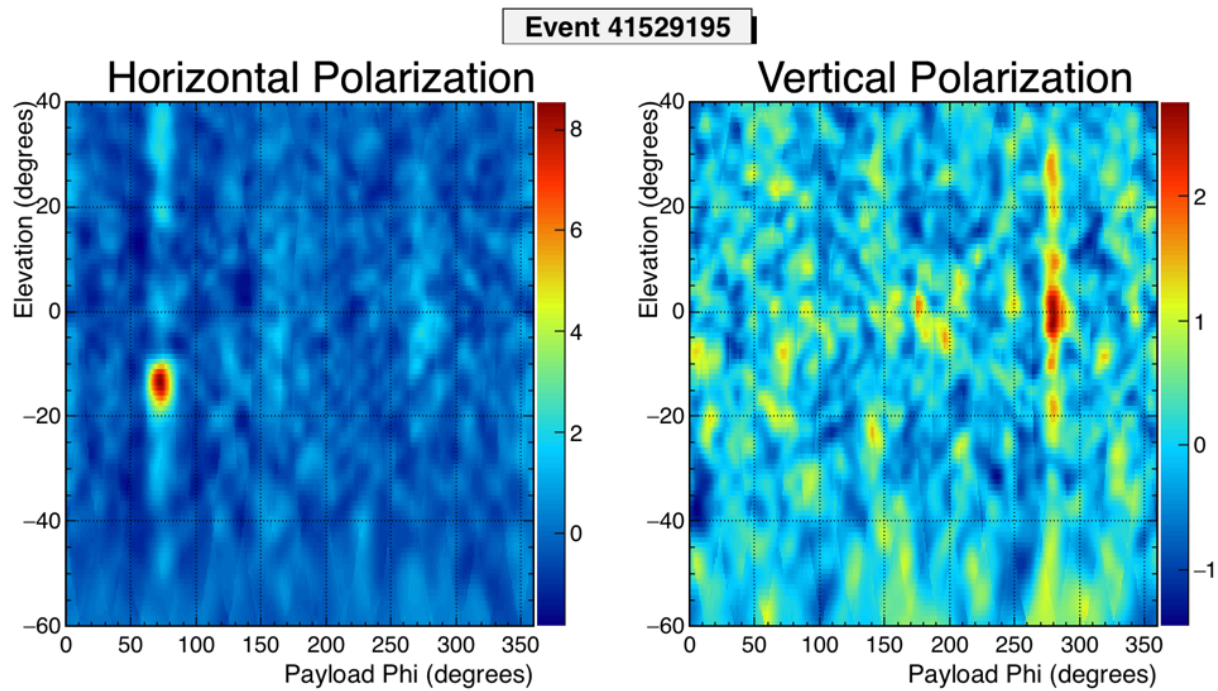 Event 41529195
Horizontal Polarization
Vertical Polarization
Elevation (degrees)
40
20
0
−20
−40
−60
0 50 100 150 200 250 300 350
Payload Phi (degrees)
8
6
4
2
0
Elevation (degrees)
40
20
0
−20
−40
−60
0 50 100 150 200 250 300 350
Payload Phi (degrees)
2
1
0
−1